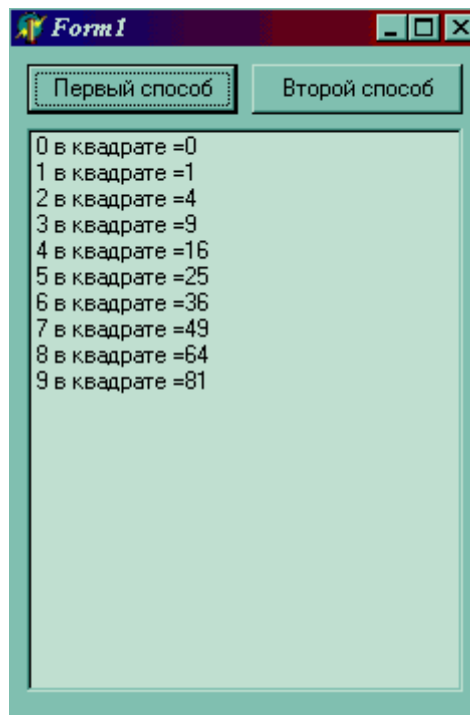 Form1
Первый способ
Второй способ
0 в квадрате =0
1 в квадрате =1
2 в квадрате =4
3 в квадрате =9
4 в квадрате =16
5 в квадрате =25
6 в квадрате =36
7 в квадрате =49
8 в квадрате =64
9 в квадрате =81